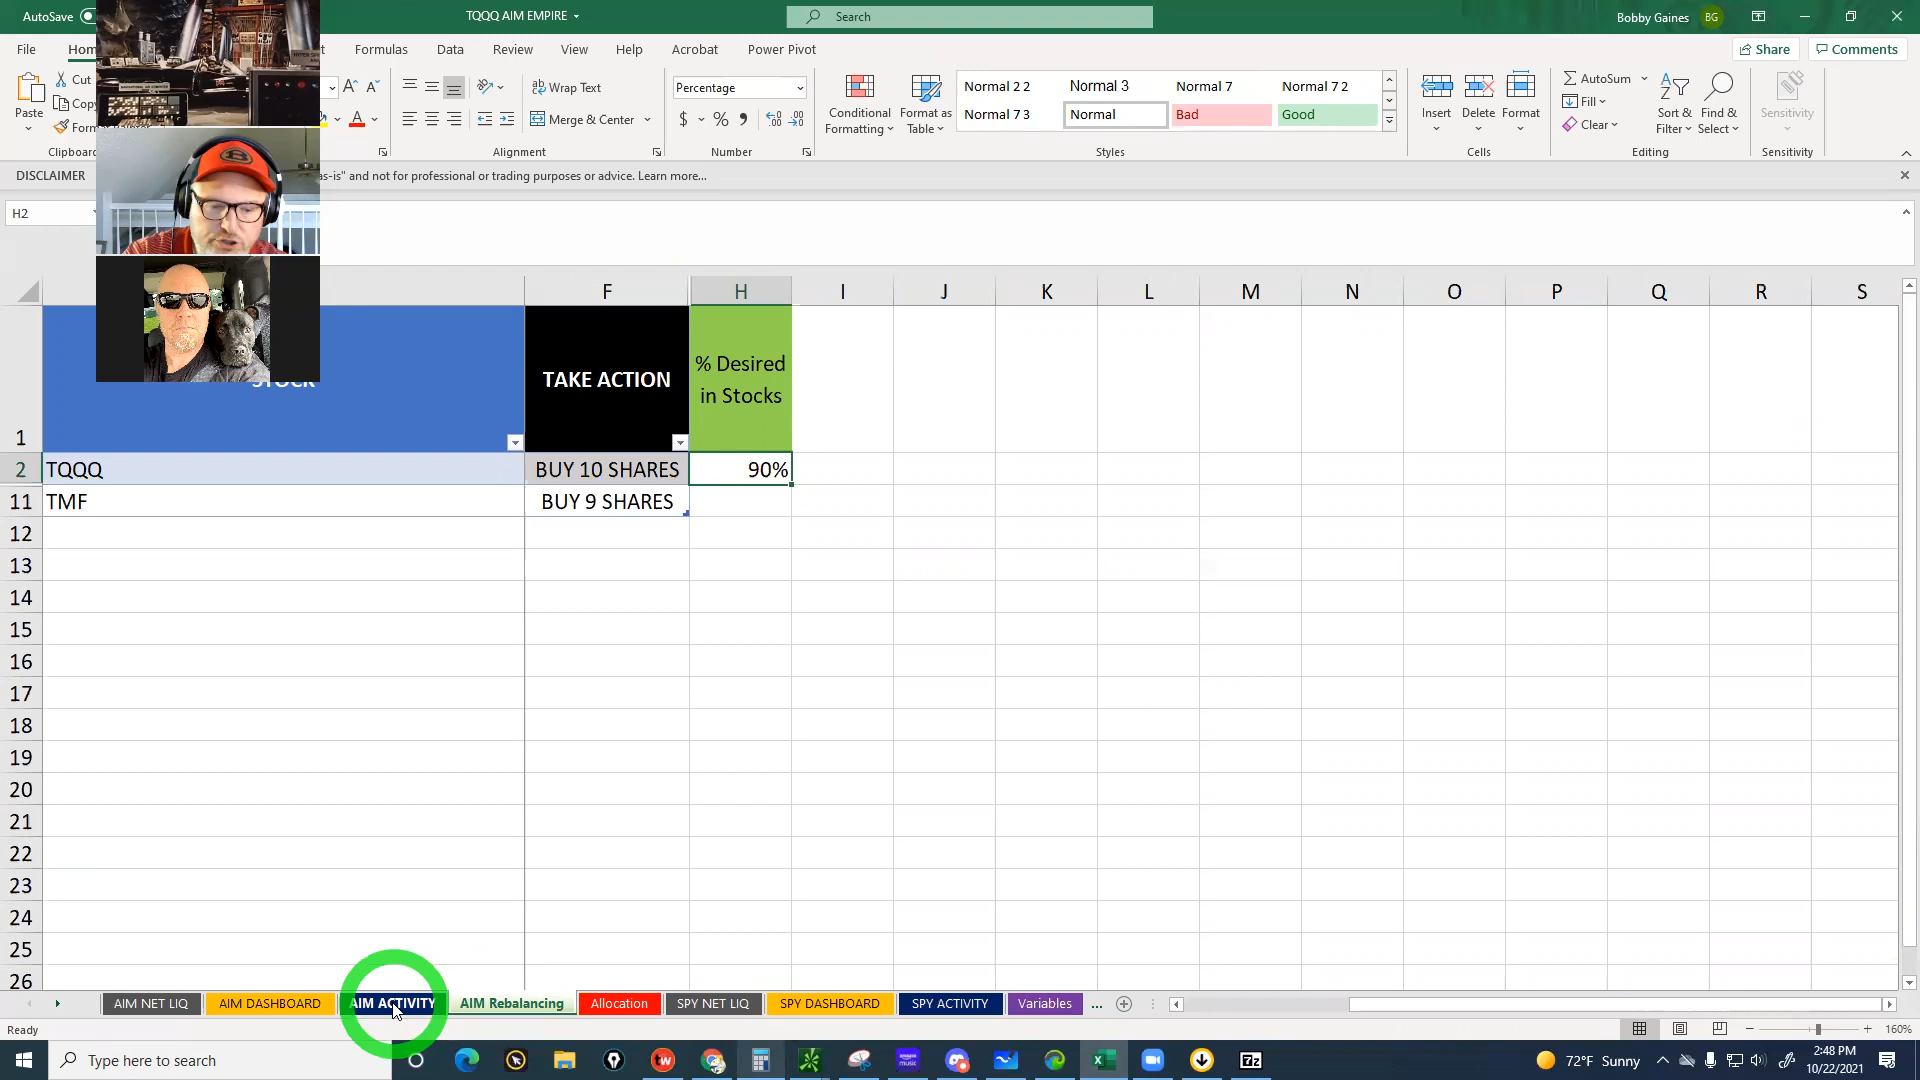 AutoSave
TQQQ AIM EMPIRE
Search
Bobby Gaines
BG
File
Formulas
Data
Review
View
Help
Acrobat
Power Pivot
Share
Comments
Paste
Cut
Wrap Text
Merge & Center
Percentage
Conditional
Formatting
Format as
Table
Normal 2 2
Normal 3
Normal 7
Normal 7 2
Normal 7 3
Normal
Bad
Good
Insert
Delete
Format
AutoSum
Fill
Clear
Sort &
Filter
Find &
Select
Sensitivity
Alignment
Number
Styles
Cells
Editing
Sensitivity
DISCLAIMER
as-is" and not for professional or trading purposes or advice. Learn more...
H2
F H I J K L M N O P Q R S
1
STOCK
TAKE ACTION
% Desired
in Stocks
2 TQQQ BUY 10 SHARES 90%
11 TMF BUY 9 SHARES
12
13
14
15
16
17
18
19
20
21
22
23
24
25
26
AIM NET LIQ
AIM DASHBOARD
AIM ACTIVITY
AIM Rebalancing
Allocation
SPY NET LIQ
SPY DASHBOARD
SPY ACTIVITY
Variables
...
Ready
160%
Type here to search
72°F Sunny
2:48 PM
10/22/2021